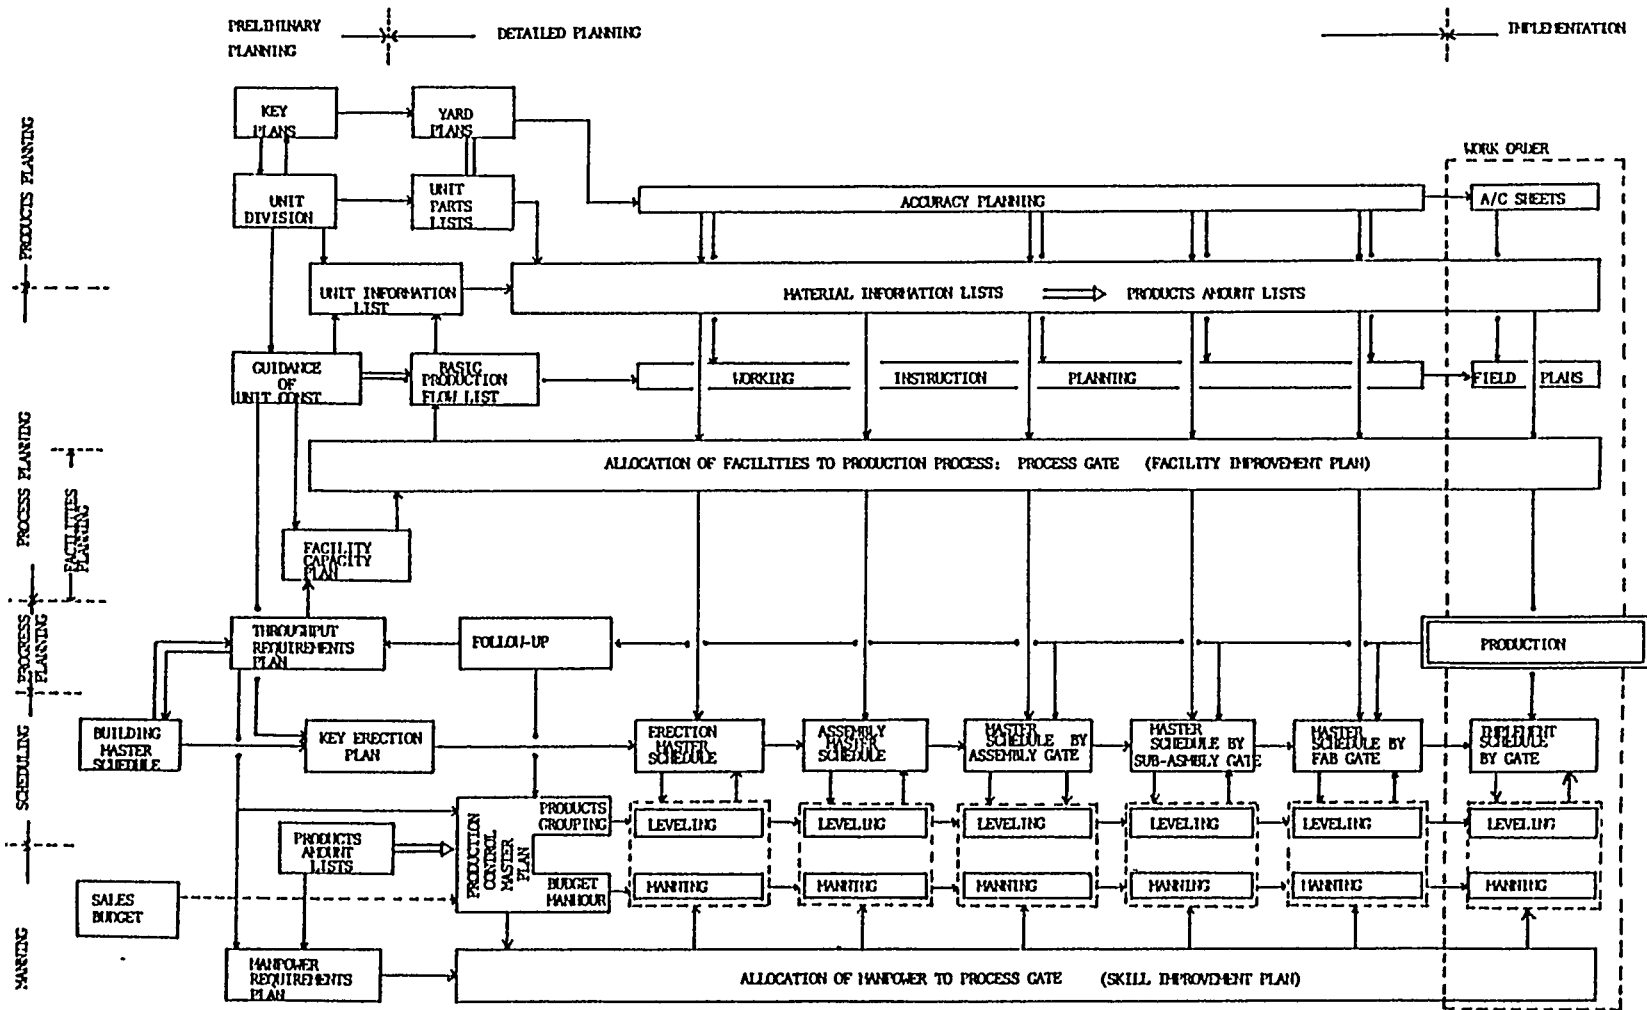 PRELIMINARY
PLANNING
DETAILED PLANNING
IMPLEMENTATION
PRODUCTS PLANNING
PROCESS PLANNING
FACILITES
PLANNING
PROGRESS
PLANNING
SCHEDULING
MANNING
KEY
PLANS
YARD
PLANS
WORK ORDER
UNIT
DIVISION
UNIT
PARTS
LISTS
ACCURACY PLANNING
A/C SHEETS
UNIT INFORMATION
LIST
MATERIAL INFORMATION LISTS
PRODUCTS AMOUNT LISTS
GUIDANCE
OF
UNIT CONST
BASIC
PRODUCTION
FLOW LIST
WORKING INSTRUCTION PLANNING
FIELD PLANS
ALLOCATION OF FACILITIES TO PRODUCTION PROCESS: PROCESS GATE (FACILITY IMPROVEMENT PLAN)
FACILITY
CAPACITY
PLAN
THROUGHPUT
REQUIREMENTS
PLAN
FOLLOW-UP
PRODUCTION
BUILDING
MASTER
SCHEDULE
KEY ERECTION
PLAN
ERECTION
MASTER
SCHEDULE
ASSEMBLY
MASTER
SCHEDULE
MASTER
SCHEDULE BY
ASSEMBLY GATE
MASTER
SCHEDULE BY
SUB-ASMBLY GATE
MASTER
SCHEDULE BY
FAB GATE
IMPLEMENT
SCHEDULE
BY GATE
PRODUCTS
AMOUNT
LISTS
PRODUCTION
CONTROL
MASTER
PLAN
PRODUCTS
GROUPING
BUDGET
MANHOUR
LEVELING
LEVELING
LEVELING
LEVELING
LEVELING
LEVELING
MANNING
MANNING
MANNING
MANNING
MANNING
MANNING
SALES
BUDGET
MANPOWER
REQUIREMENTS
PLAN
ALLOCATION OF MANPOWER TO PROCESS GATE (SKILL IMPROVEMENT PLAN)